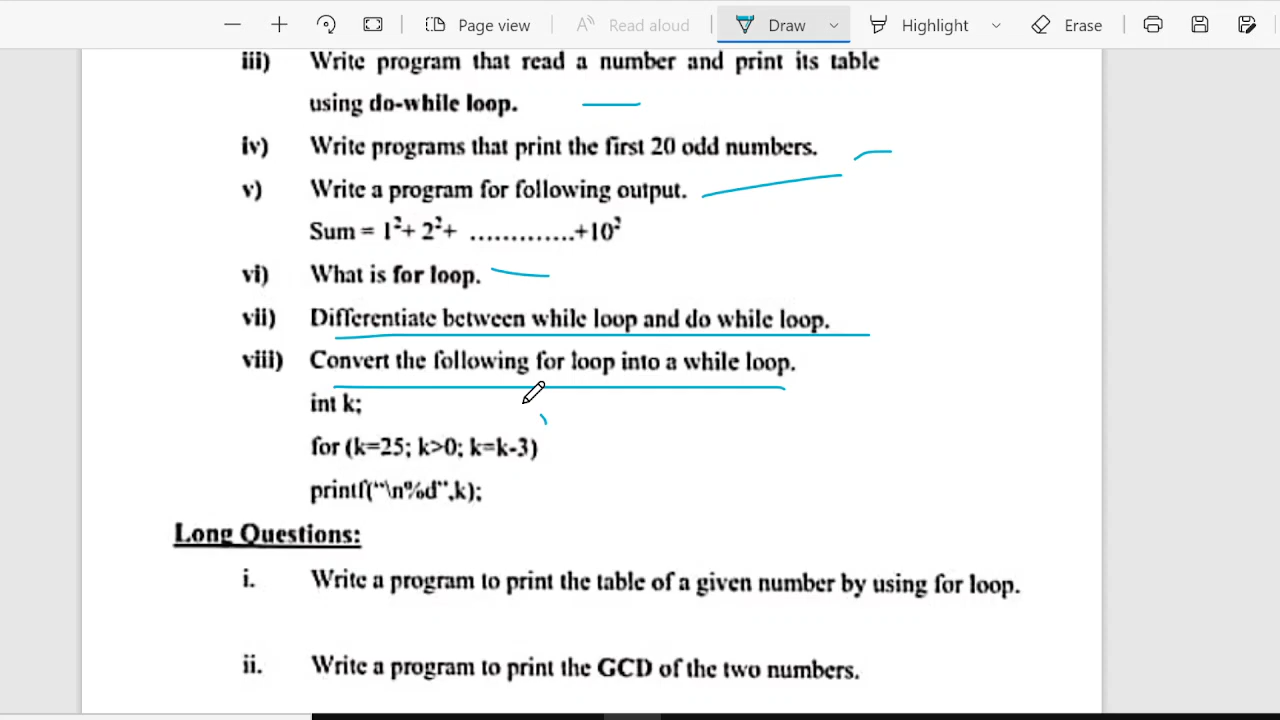 Page view
Read aloud
Draw
Highlight
Erase
iii) Write program that read a number and print its table
using do-while loop.
iv) Write programs that print the first 20 odd numbers.
v) Write a program for following output.
Sum = 1²+ 2²+ .............+10²
vi) What is for loop.
vii) Differentiate between while loop and do while loop.
viii) Convert the following for loop into a while loop.
int k;
for (k=25; k>0; k=k-3)
printf("\n%d",k);
Long Questions:
i. Write a program to print the table of a given number by using for loop.
ii. Write a program to print the GCD of the two numbers.